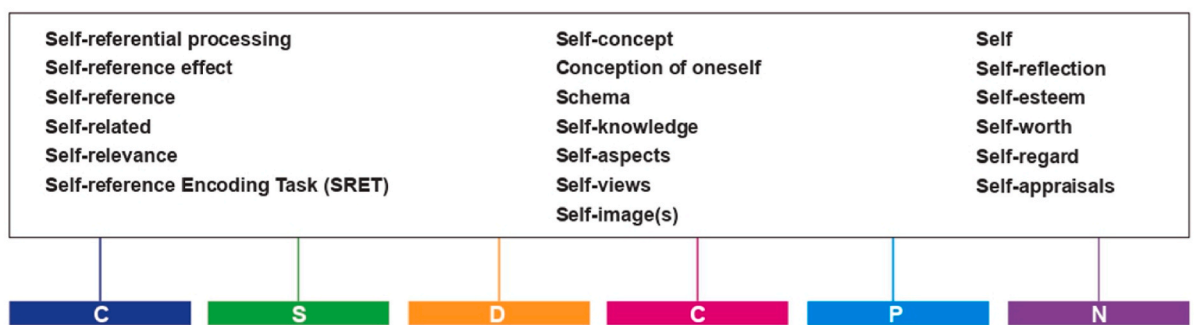 Self-referential processing
Self-reference effect
Self-reference
Self-related
Self-relevance
Self-reference Encoding Task (SRET)
Self-concept
Conception of oneself
Schema
Self-knowledge
Self-aspects
Self-views
Self-image(s)
Self
Self-reflection
Self-esteem
Self-worth
Self-regard
Self-appraisals
C S D C P N